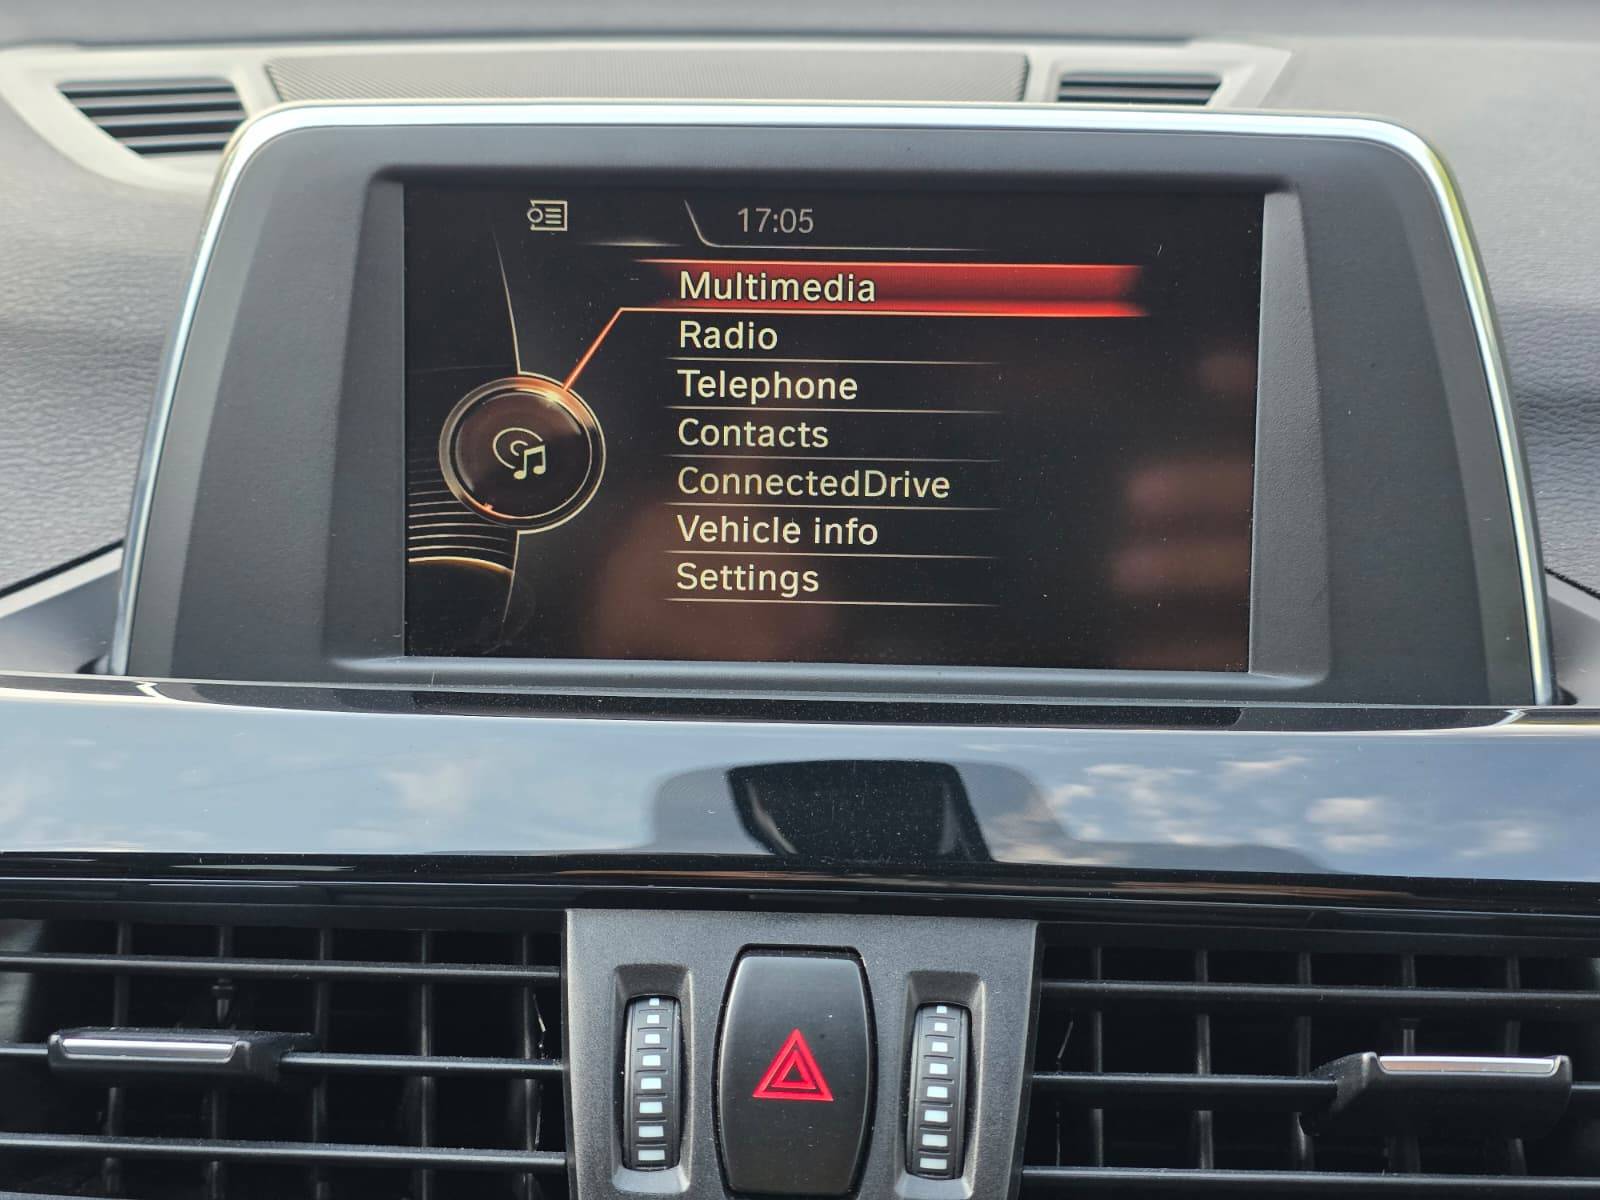 17:05
Multimedia
Radio
Telephone
Contacts
ConnectedDrive
Vehicle info
Settings